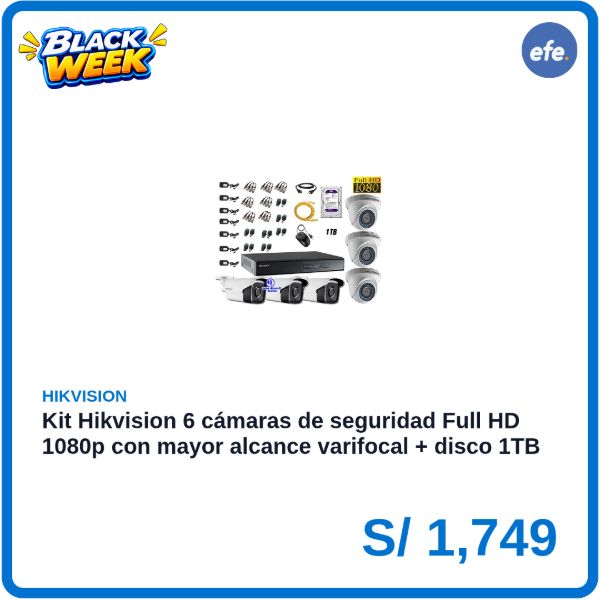 BLACK
WEEK
efe.
Full HD
1080
1TB
HIKVISION
Kit Hikvision 6 cámaras de seguridad Full HD
1080p con mayor alcance varifocal + disco 1TB
S/ 1,749